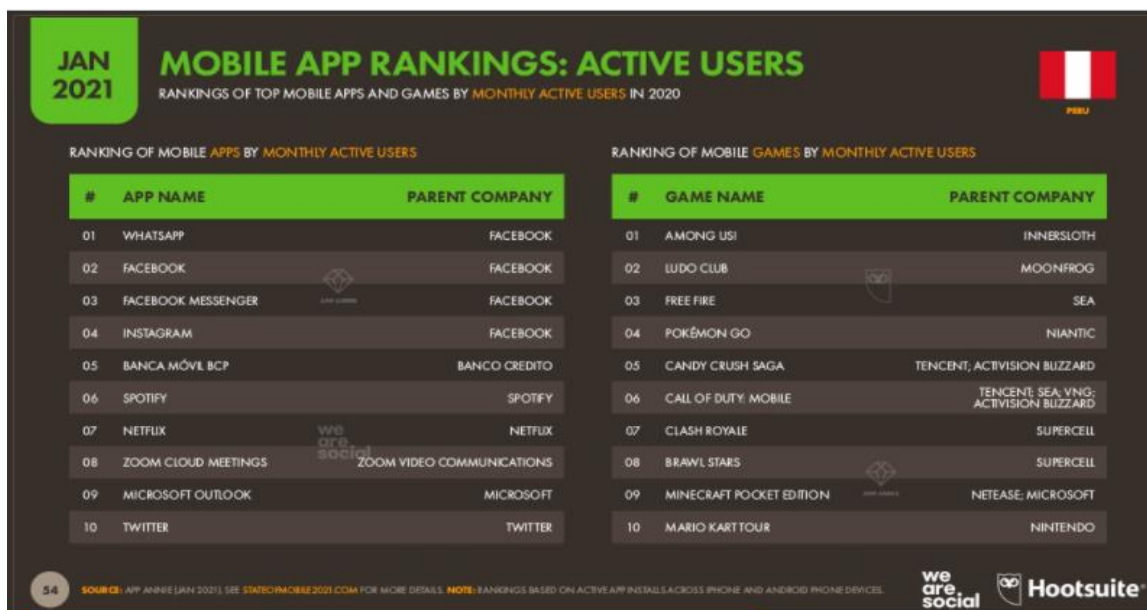 JAN
2021
MOBILE APP RANKINGS: ACTIVE USERS
RANKINGS OF TOP MOBILE APPS AND GAMES BY MONTHLY ACTIVE USERS IN 2020
PERU
RANKING OF MOBILE APPS BY MONTHLY ACTIVE USERS
# APP NAME PARENT COMPANY
01 WHATSAPP FACEBOOK
02 FACEBOOK FACEBOOK
03 FACEBOOK MESSENGER FACEBOOK
04 INSTAGRAM FACEBOOK
05 BANCA MÓVIL BCP BANCO CREDITO
06 SPOTIFY SPOTIFY
07 NETFLIX NETFLIX
08 ZOOM CLOUD MEETINGS ZOOM VIDEO COMMUNICATIONS
09 MICROSOFT OUTLOOK MICROSOFT
10 TWITTER TWITTER
we
are
social
RANKING OF MOBILE GAMES BY MONTHLY ACTIVE USERS
# GAME NAME PARENT COMPANY
01 AMONG US! INNERSLOTH
02 LUDO CLUB MOONFROG
03 FREE FIRE SEA
04 POKÉMON GO NIANTIC
05 CANDY CRUSH SAGA TENCENT; ACTIVISION BLIZZARD
06 CALL OF DUTY: MOBILE TENCENT; SEA; VNG;
ACTIVISION BLIZZARD
07 CLASH ROYALE SUPERCELL
08 BRAWL STARS SUPERCELL
09 MINECRAFT POCKET EDITION NETEASE; MICROSOFT
10 MARIO KART TOUR NINTENDO
54
SOURCE: APP ANNIE (JAN 2021). SEE STATEOFMOBILE2021.COM FOR MORE DETAILS. NOTE: RANKINGS BASED ON ACTIVE APP INSTALLS ACROSS IPHONE AND ANDROID PHONE DEVICES.
we
are
social
Hootsuite